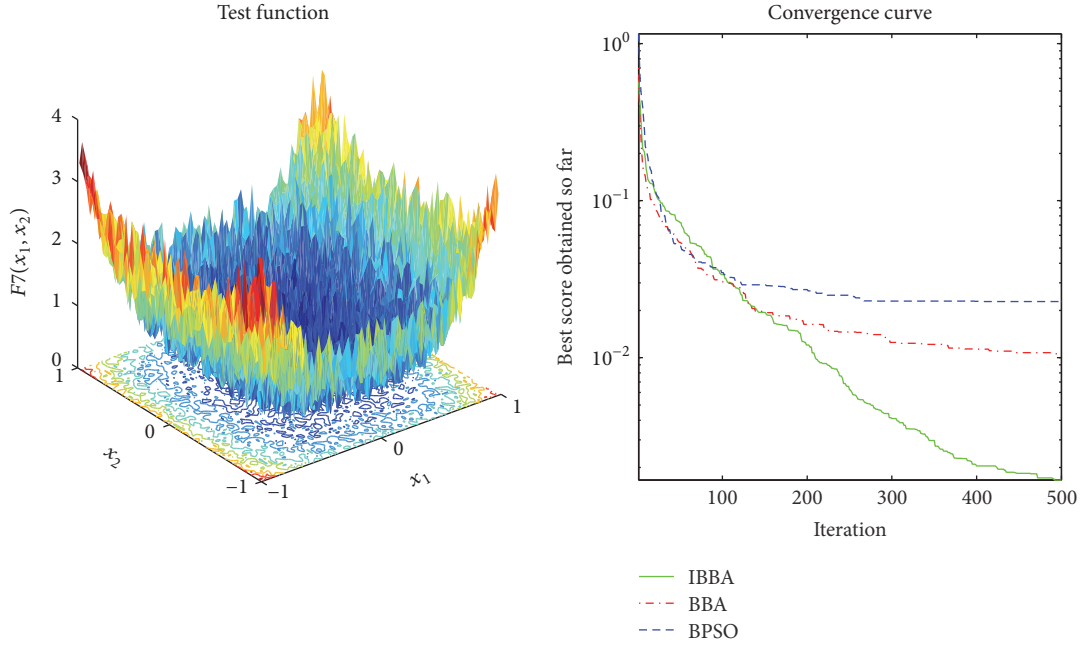 Test function
4
3
2
1
0
F7(x₁, x₂)
1
0
−1
x₂
−1
0
1
x₁
Convergence curve
10⁰
10⁻¹
10⁻²
Best score obtained so far
100
200
300
400
500
Iteration
IBBA
BBA
BPSO